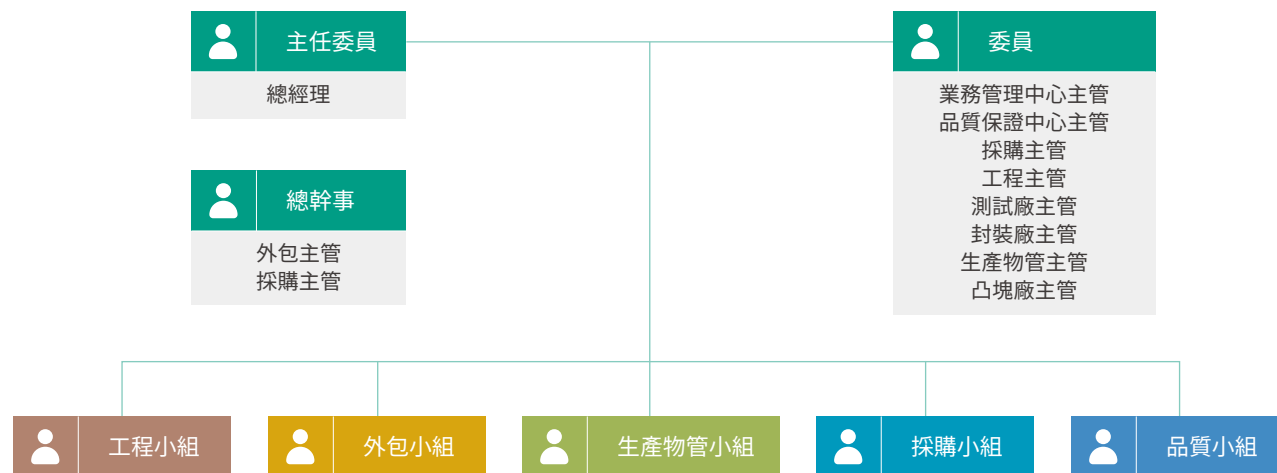 主任委員
總經理
總幹事
外包主管
採購主管
委員
業務管理中心主管
品質保證中心主管
採購主管
工程主管
測試廠主管
封裝廠主管
生產物管主管
凸塊廠主管
工程小組
外包小組
生產物管小組
採購小組
品質小組